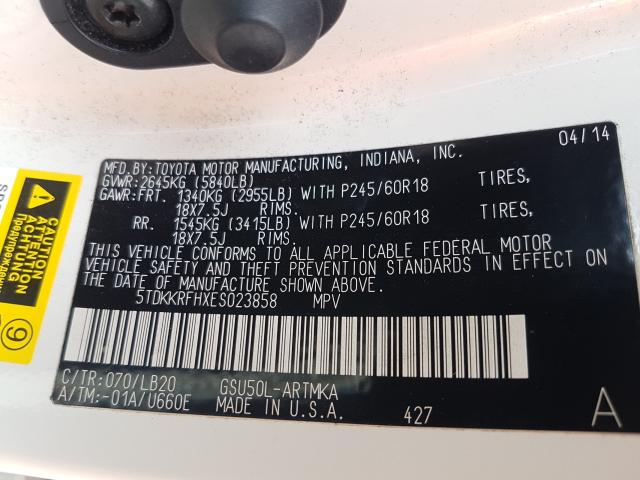 04/14
MFD.BY:TOYOTA MOTOR MANUFACTURING, INDIANA, INC.
GVWR:2645KG (5840LB)
GAWR:FRT. 1340KG (2955LB) WITH P245/60R18 TIRES,
18X7.5J RIMS.
RR. 1545KG (3415LB) WITH P245/60R18 TIRES,
18X7.5J RIMS.
THIS VEHICLE CONFORMS TO ALL APPLICABLE FEDERAL MOTOR
VEHICLE SAFETY AND THEFT PREVENTION STANDARDS IN EFFECT ON
THE DATE OF MANUFACTURE SHOWN ABOVE.
5TDKKRFHXES023858 MPV
C/TR:070/LB20 GSU50L-ARTMKA
A/TM:-01A/U660E MADE IN U.S.A. 427 A
CAUTION
ATTENTION
ACHTUNG
9